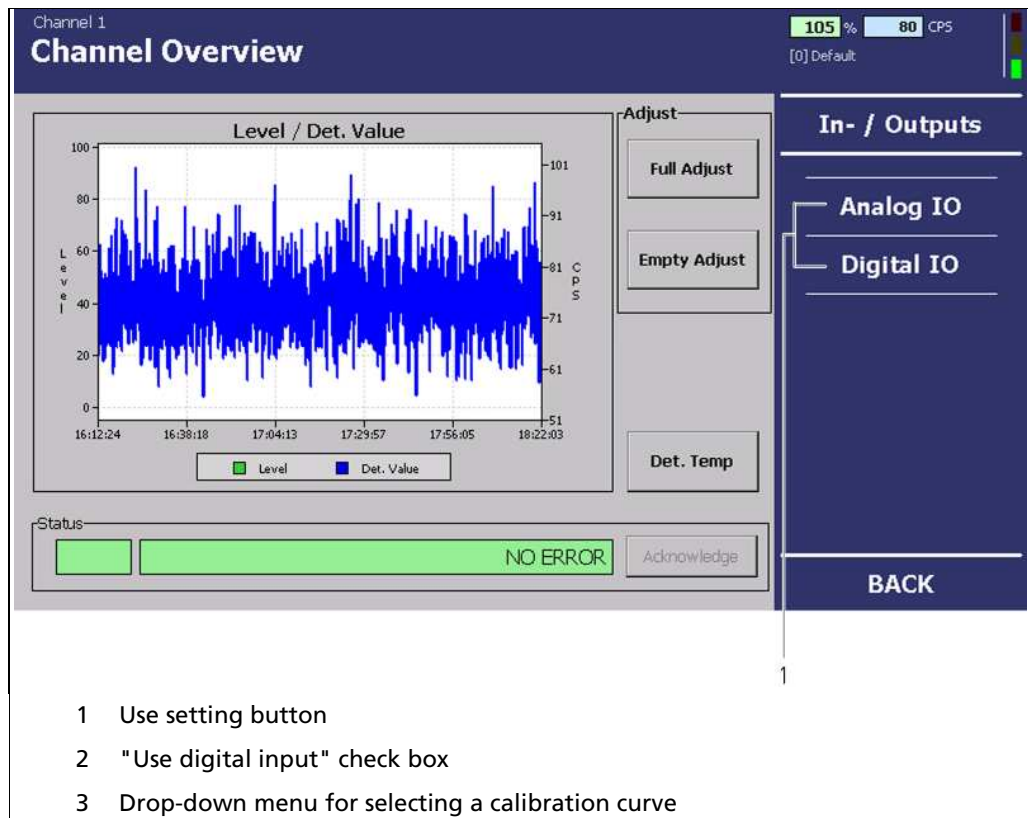 Channel 1
Channel Overview
105 % 80 CPS
[0] Default
Level / Det. Value
100
80
60
40
20
0
Level
101
91
81
71
61
51
CPS
16:12:24 16:38:18 17:04:13 17:29:57 17:56:05 18:22:03
Level Det. Value
Adjust
Full Adjust
Empty Adjust
Det. Temp
Status
NO ERROR
Acknowledge
In- / Outputs
Analog IO
Digital IO
BACK
1
1 Use setting button
2 "Use digital input" check box
3 Drop-down menu for selecting a calibration curve